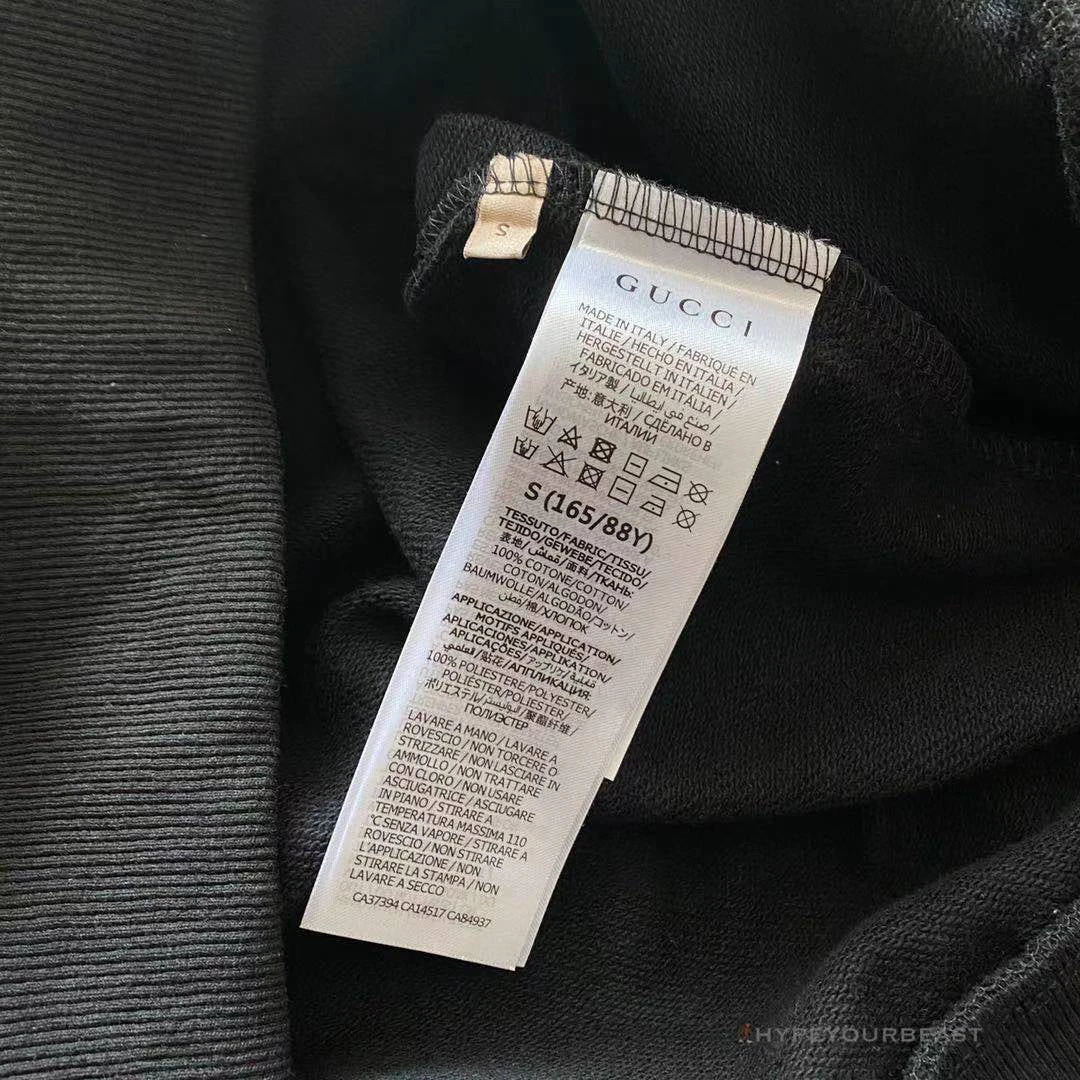 S
GUCCI
MADE IN ITALY / FABRIQUÉ EN
ITALIE / HECHO EN ITALIA /
HERGESTELLT IN ITALIEN /
FABRICADO EM ITÁLIA /
イタリア製 / صنع في إيطاليا /
产地: 意大利 / СДЕЛАНО В
ИТАЛИИ
S (165/88Y)
TESSUTO/FABRIC/TISSU/
TEJIDO/GEWEBE/TECIDO/
表地/قماش/面料/ТКАНЬ:
100% COTONE/COTTON/
COTON/ALGODON/
BAUMWOLLE/ALGODÃO/コットン/
قطن/棉/ХЛОПОК
APPLICAZIONE/APPLICATION/
MOTIFS APPLIQUÉS/
APLICACIONES/APPLIKATION/
APLICAÇÕES/アップリケ/
贴花/АППЛИКАЦИЯ:
100% POLIESTERE/POLYESTER/
POLIÉSTER/POLYESTER/
ポリエステル/البوليستر/聚酯纤维/
ПОЛИЭСТЕР
LAVARE A MANO / LAVARE A
ROVESCIO / NON TORCERE O
STRIZZARE / NON LASCIARE IN
AMMOLLO / NON TRATTARE
CON CLORO / NON USARE
ASCIUGATRICE / ASCIUGARE
IN PIANO / STIRARE A
TEMPERATURA MASSIMA 110
°C SENZA VAPORE / STIRARE A
ROVESCIO / NON STIRARE
L'APPLICAZIONE / NON
STIRARE LA STAMPA / NON
LAVARE A SECCO
CA37394 CA14517 CA84937
HYPEYOURBEAST